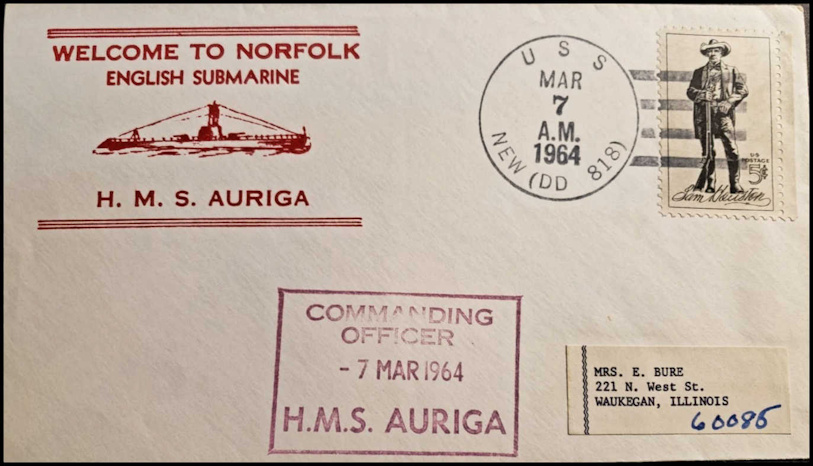 WELCOME TO NORFOLK
ENGLISH SUBMARINE
H. M. S. AURIGA
USS
MAR
7
A.M.
1964
NEW (DD 818)
US
POSTAGE
5¢
Sam Houston
COMMANDING
OFFICER
- 7 MAR 1964
H.M.S. AURIGA
MRS. E. BURE
221 N. West St.
WAUKEGAN, ILLINOIS
60085